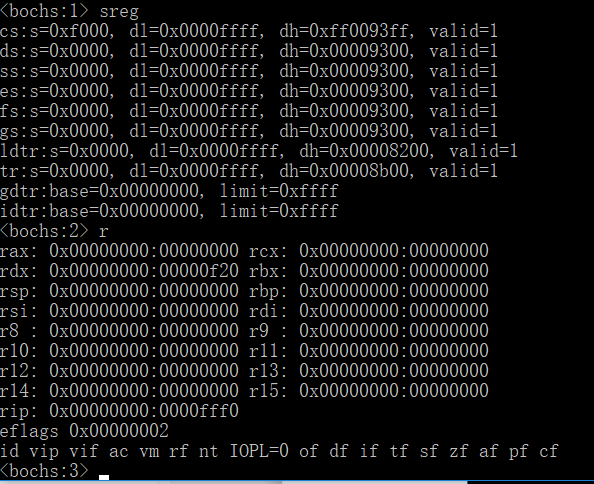 <bochs:1> sreg
cs:s=0xf000, dl=0x0000ffff, dh=0xff0093ff, valid=1
ds:s=0x0000, dl=0x0000ffff, dh=0x00009300, valid=1
ss:s=0x0000, dl=0x0000ffff, dh=0x00009300, valid=1
es:s=0x0000, dl=0x0000ffff, dh=0x00009300, valid=1
fs:s=0x0000, dl=0x0000ffff, dh=0x00009300, valid=1
gs:s=0x0000, dl=0x0000ffff, dh=0x00009300, valid=1
ldtr:s=0x0000, dl=0x0000ffff, dh=0x00008200, valid=1
tr:s=0x0000, dl=0x0000ffff, dh=0x00008b00, valid=1
gdtr:base=0x00000000, limit=0xffff
idtr:base=0x00000000, limit=0xffff
<bochs:2> r
rax: 0x00000000:00000000 rcx: 0x00000000:00000000
rdx: 0x00000000:00000f20 rbx: 0x00000000:00000000
rsp: 0x00000000:00000000 rbp: 0x00000000:00000000
rsi: 0x00000000:00000000 rdi: 0x00000000:00000000
r8 : 0x00000000:00000000 r9 : 0x00000000:00000000
r10: 0x00000000:00000000 r11: 0x00000000:00000000
r12: 0x00000000:00000000 r13: 0x00000000:00000000
r14: 0x00000000:00000000 r15: 0x00000000:00000000
rip: 0x00000000:0000fff0
eflags 0x00000002
id vip vif ac vm rf nt IOPL=0 of df if tf sf zf af pf cf
<bochs:3>